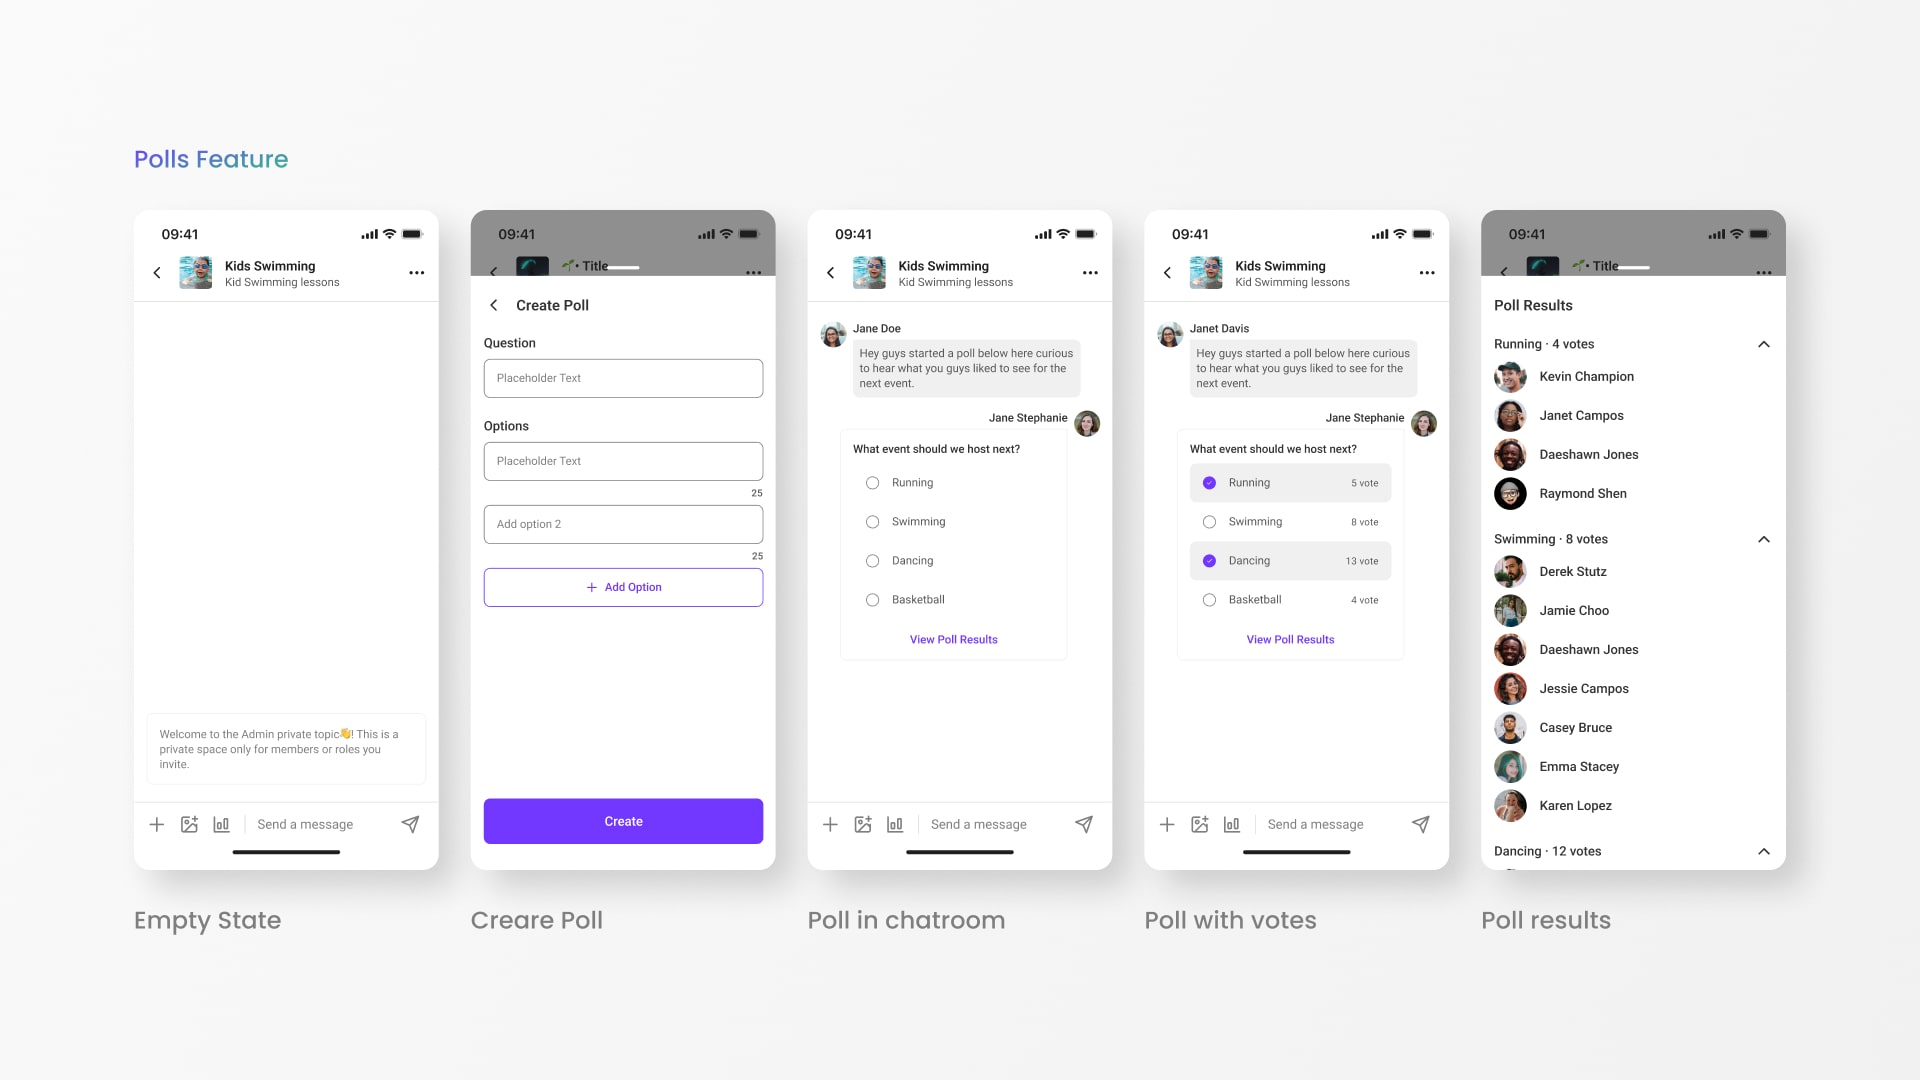 Polls Feature
09:41
Kids Swimming
Kid Swimming lessons
Welcome to the Admin private topic👋! This is a
private space only for members or roles you
invite.
Send a message
Empty State
09:41
🌱• Title
Create Poll
Question
Placeholder Text
Options
Placeholder Text
25
Add option 2
25
+ Add Option
Create
Creare Poll
09:41
Kids Swimming
Kid Swimming lessons
Jane Doe
Hey guys started a poll below here curious
to hear what you guys liked to see for the
next event.
Jane Stephanie
What event should we host next?
Running
Swimming
Dancing
Basketball
View Poll Results
Send a message
Poll in chatroom
09:41
Kids Swimming
Kid Swimming lessons
Janet Davis
Hey guys started a poll below here curious
to hear what you guys liked to see for the
next event.
Jane Stephanie
What event should we host next?
Running 5 vote
Swimming 8 vote
Dancing 13 vote
Basketball 4 vote
View Poll Results
Send a message
Poll with votes
09:41
🌱• Title
Poll Results
Running · 4 votes
Kevin Champion
Janet Campos
Daeshawn Jones
Raymond Shen
Swimming · 8 votes
Derek Stutz
Jamie Choo
Daeshawn Jones
Jessie Campos
Casey Bruce
Emma Stacey
Karen Lopez
Dancing · 12 votes
Poll results